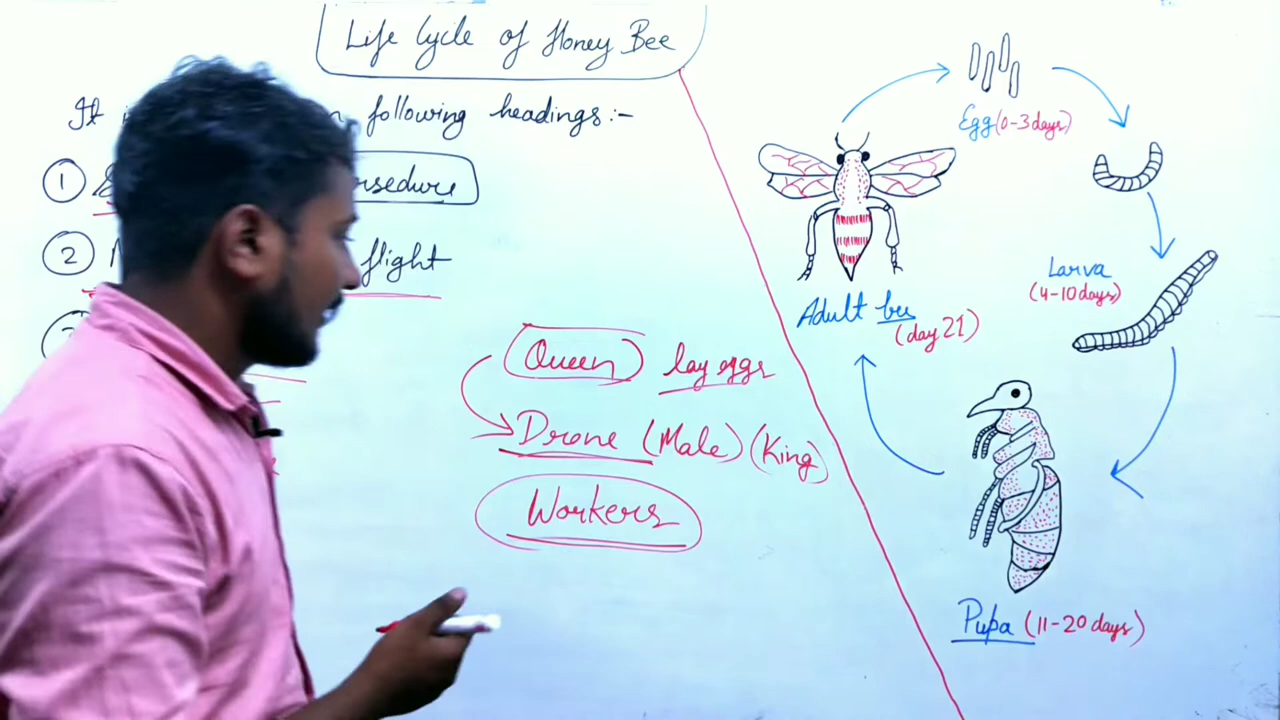 Life Cycle of Honey Bee
It following headings:-
①
② flight
Queen lay eggs
Drone (Male) (King)
Workers
Egg (0-3 days)
Larva
(4-10 days)
Adult bee
(day 21)
Pupa (11-20 days)